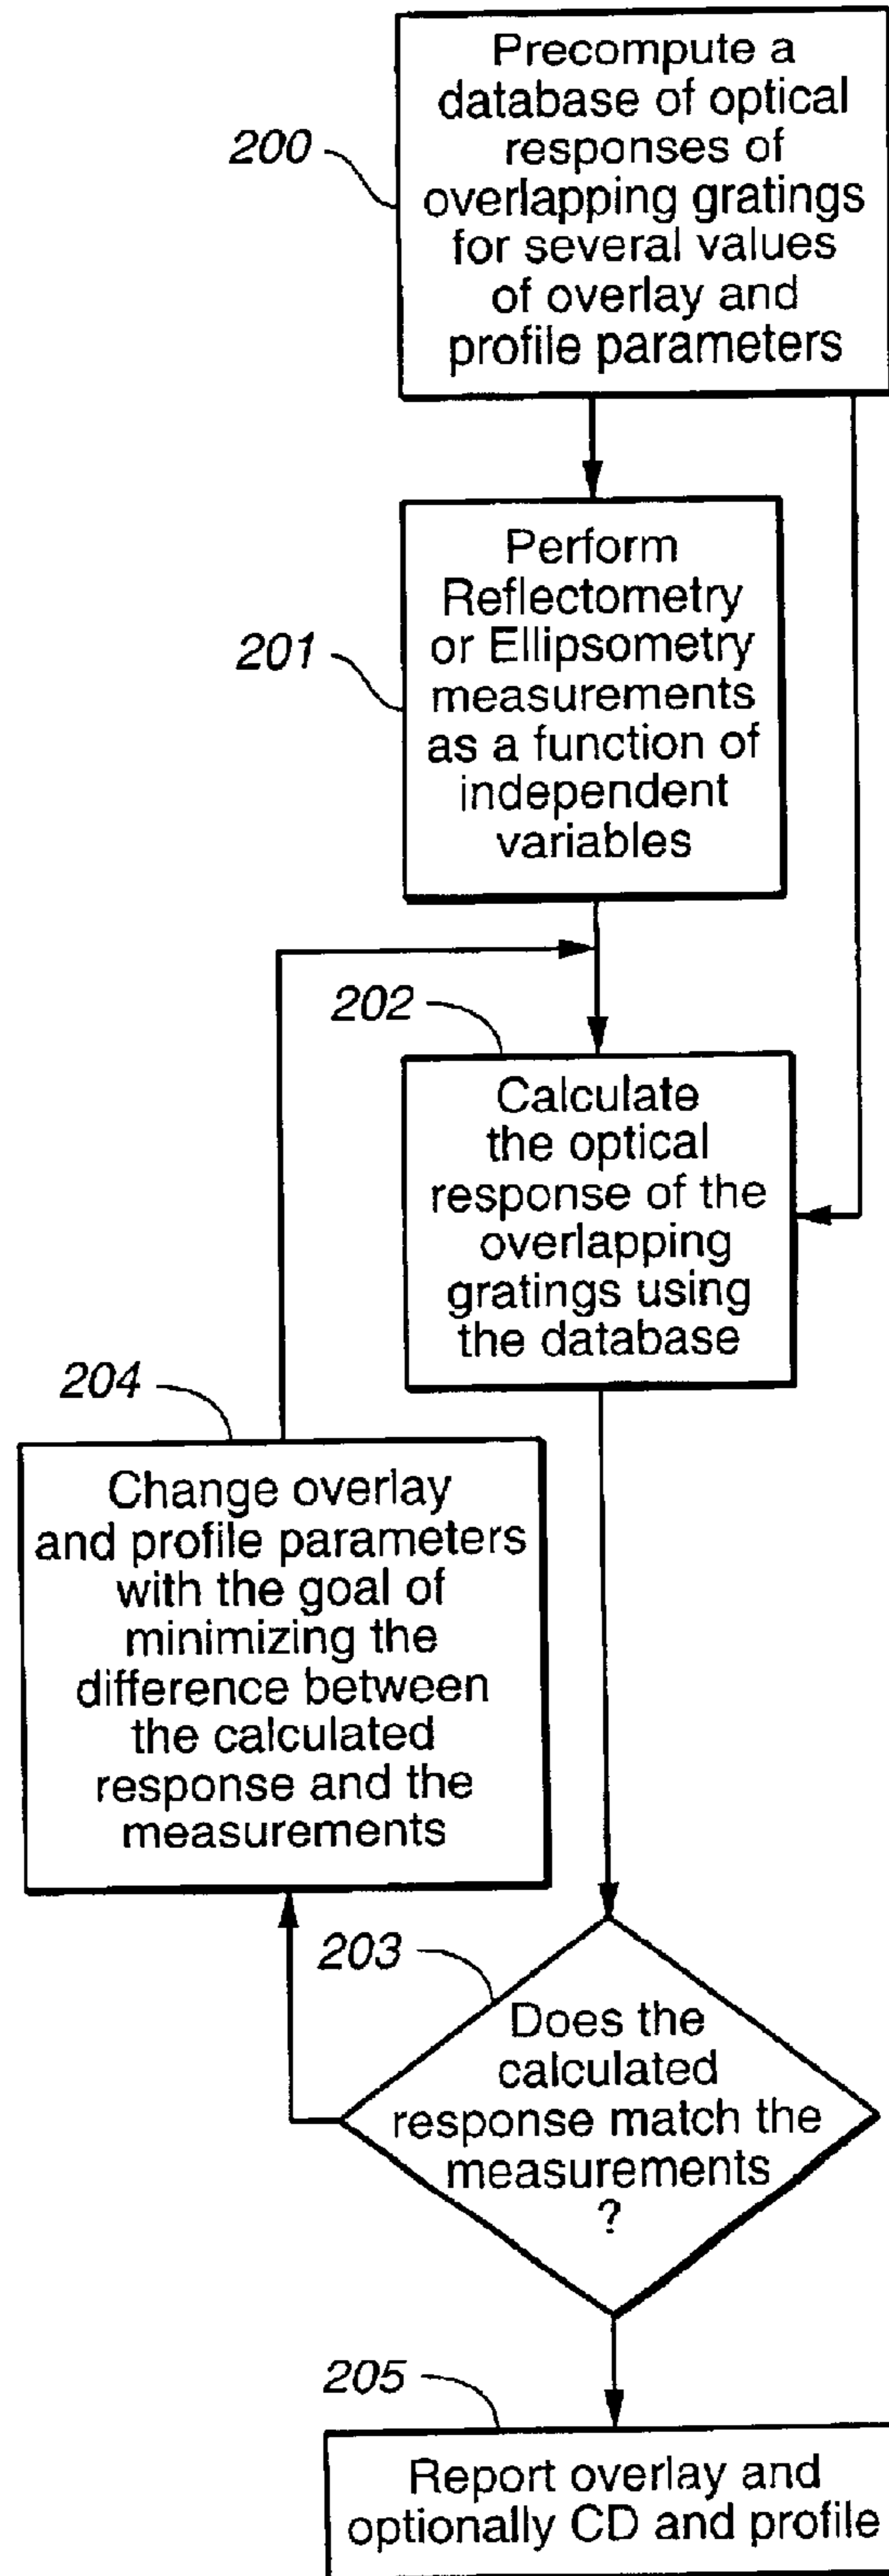 200
Precompute a
database of optical
responses of
overlapping gratings
for several values
of overlay and
profile parameters
201
Perform
Reflectometry
or Ellipsometry
measurements
as a function of
independent
variables
202
Calculate
the optical
response of the
overlapping
gratings using
the database
204
Change overlay
and profile parameters
with the goal of
minimizing the
difference between
the calculated
response and the
measurements
203
Does the
calculated
response match the
measurements
?
205
Report overlay and
optionally CD and profile